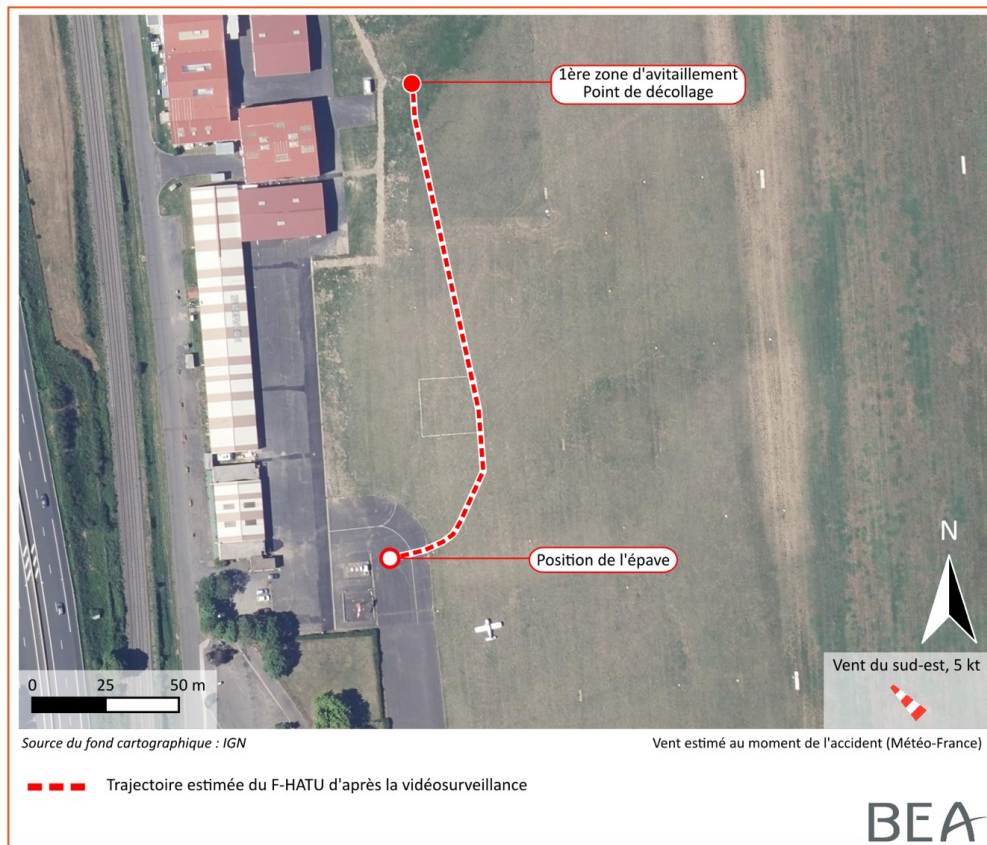 1ère zone d'avitaillement
Point de décollage
Position de l'épave
N
Vent du sud-est, 5 kt
0 25 50 m
Source du fond cartographique : IGN
Vent estimé au moment de l'accident (Météo-France)
Trajectoire estimée du F-HATU d'après la vidéosurveillance
BEA